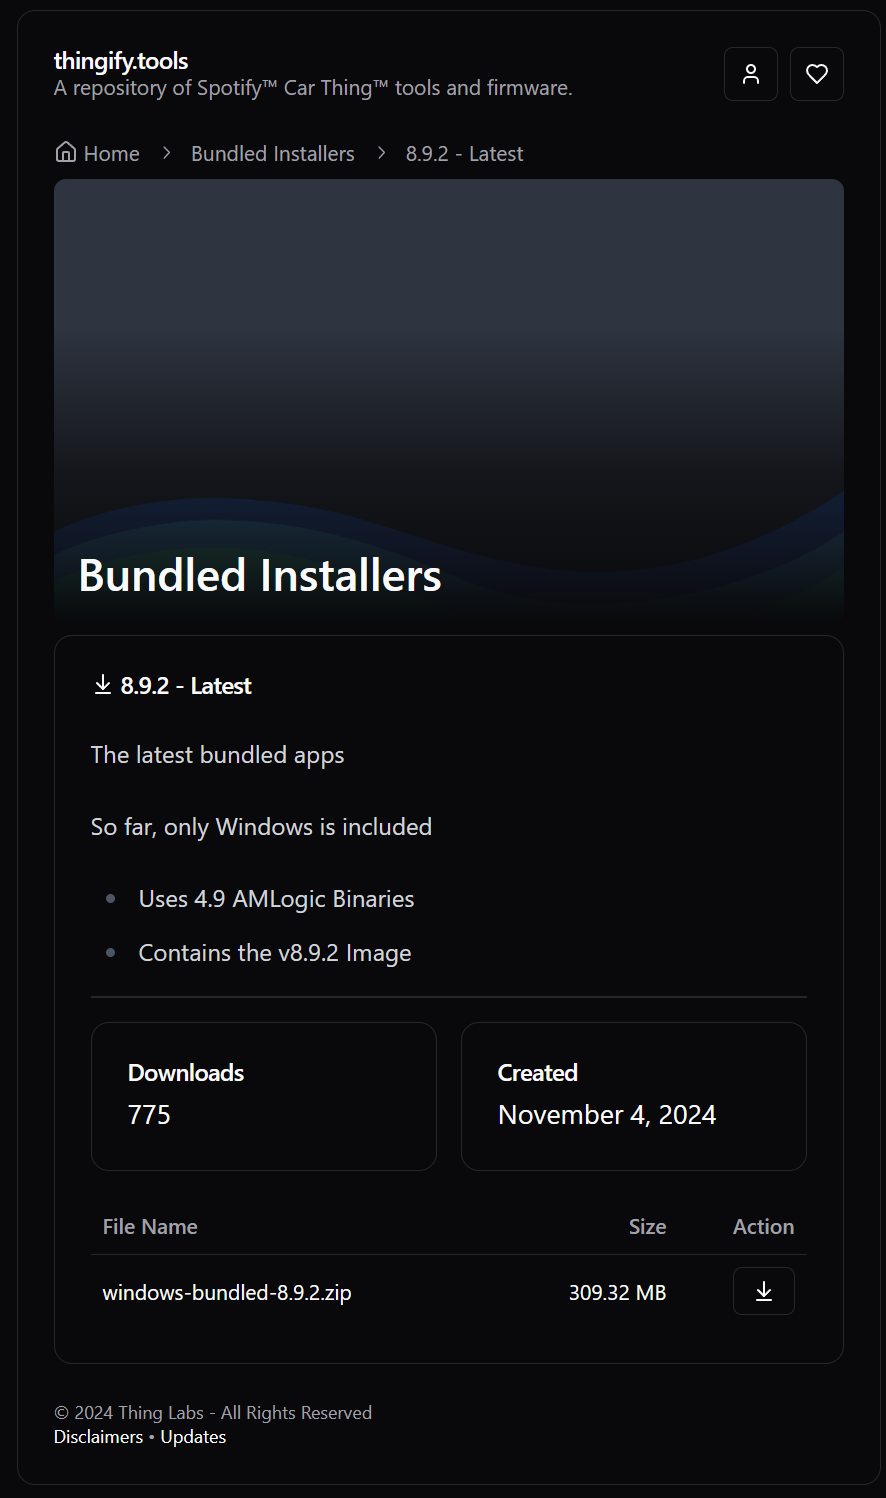 thingify.tools
A repository of Spotify™ Car Thing™ tools and firmware.
Home > Bundled Installers > 8.9.2 - Latest
Bundled Installers
8.9.2 - Latest
The latest bundled apps
So far, only Windows is included
• Uses 4.9 AMLogic Binaries
• Contains the v8.9.2 Image
Downloads
775
Created
November 4, 2024
File Name Size Action
windows-bundled-8.9.2.zip 309.32 MB
© 2024 Thing Labs - All Rights Reserved
Disclaimers • Updates